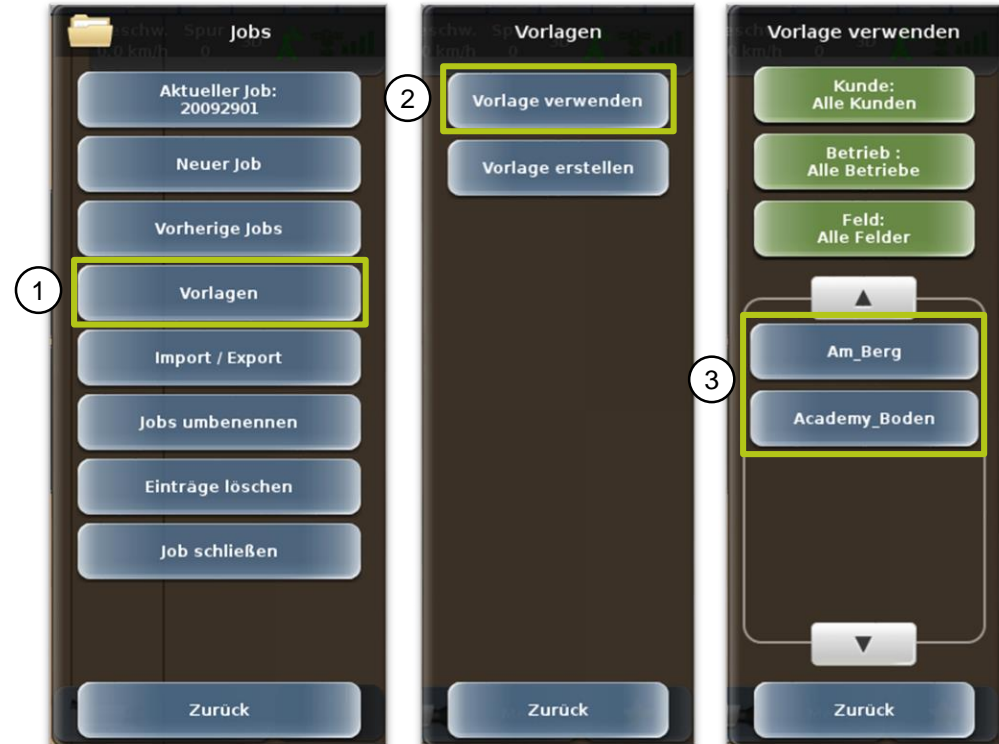 Jobs
Aktueller Job:
20092901
Neuer Job
Vorherige Jobs
1
Vorlagen
Import / Export
Jobs umbenennen
Einträge löschen
Job schließen
Zurück
Vorlagen
2
Vorlage verwenden
Vorlage erstellen
Zurück
Vorlage verwenden
Kunde:
Alle Kunden
Betrieb :
Alle Betriebe
Feld:
Alle Felder
▲
3
Am_Berg
Academy_Boden
▼
Zurück